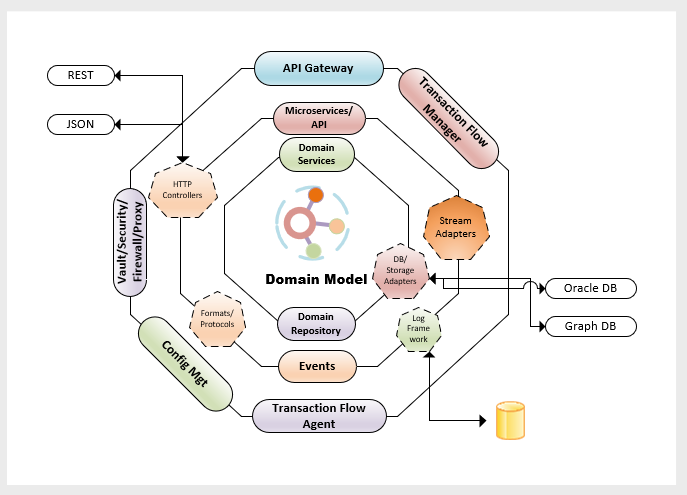 API Gateway
REST
JSON
Transaction Flow
Manager
Microservices/
API
Domain
Services
HTTP
Controllers
Vault/Security/
Firewall/Proxy
Stream
Adapters
DB/
Storage
Adapters
Domain Model
Oracle DB
Graph DB
Formats/
Protocols
Domain
Repository
Log
Frame
work
Config Mgt
Events
Transaction Flow
Agent